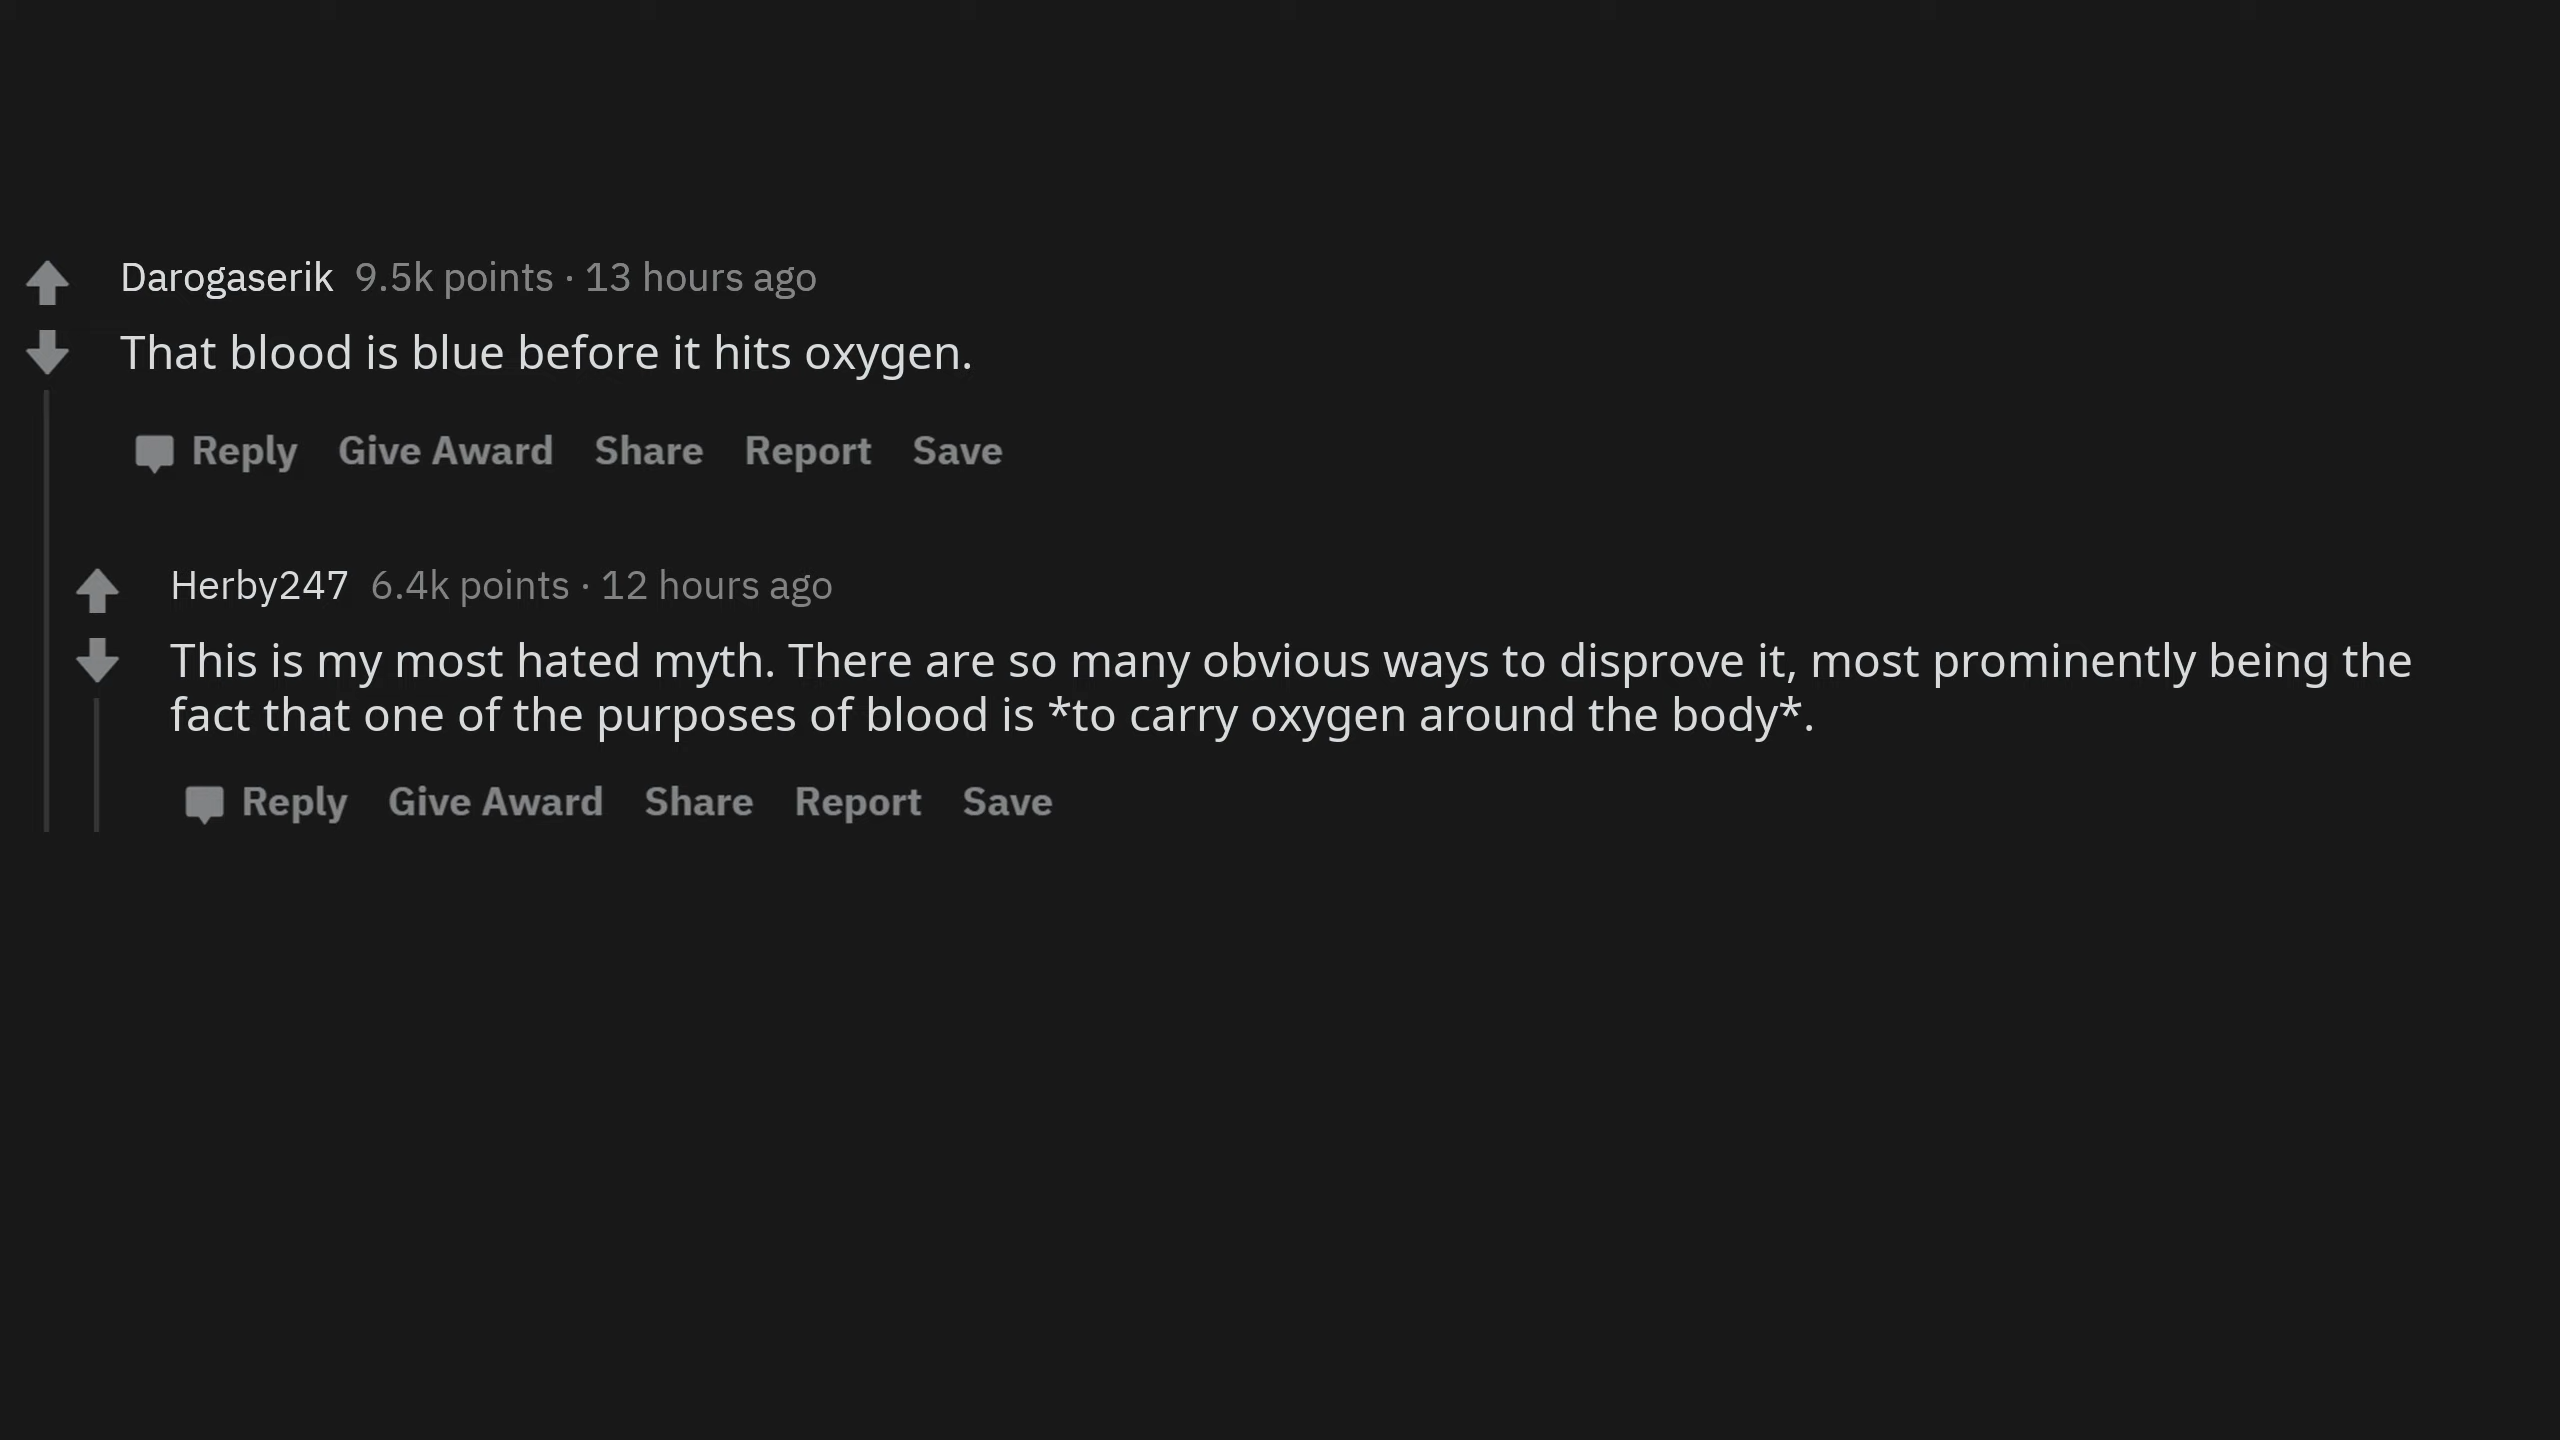 Darogaserik 9.5k points · 13 hours ago
That blood is blue before it hits oxygen.
Reply Give Award Share Report Save
Herby247 6.4k points · 12 hours ago
This is my most hated myth. There are so many obvious ways to disprove it, most prominently being the
fact that one of the purposes of blood is *to carry oxygen around the body*.
Reply Give Award Share Report Save